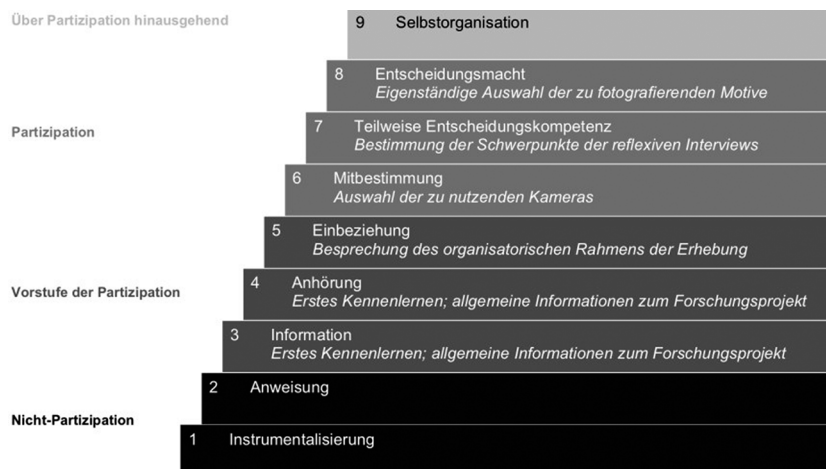 Über Partizipation hinausgehend
9 Selbstorganisation
8 Entscheidungsmacht
Eigenständige Auswahl der zu fotografierenden Motive
Partizipation
7 Teilweise Entscheidungskompetenz
Bestimmung der Schwerpunkte der reflexiven Interviews
6 Mitbestimmung
Auswahl der zu nutzenden Kameras
5 Einbeziehung
Besprechung des organisatorischen Rahmens der Erhebung
Vorstufe der Partizipation
4 Anhörung
Erstes Kennenlernen; allgemeine Informationen zum Forschungsprojekt
3 Information
Erstes Kennenlernen; allgemeine Informationen zum Forschungsprojekt
2 Anweisung
Nicht-Partizipation
1 Instrumentalisierung